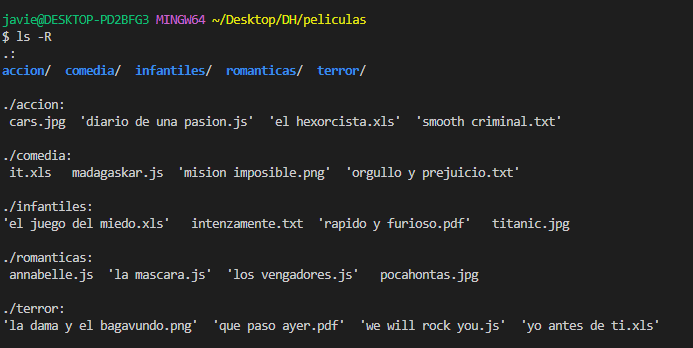 javie@DESKTOP-PD2BFG3 MINGW64 ~/Desktop/DH/peliculas
$ ls -R
.:
accion/  comedia/  infantiles/  romanticas/  terror/

./accion:
 cars.jpg  'diario de una pasion.js'  'el hexorcista.xls'  'smooth criminal.txt'

./comedia:
 it.xls   madagaskar.js  'mision imposible.png'  'orgullo y prejuicio.txt'

./infantiles:
'el juego del miedo.xls'   intenzamente.txt  'rapido y furioso.pdf'   titanic.jpg

./romanticas:
 annabelle.js  'la mascara.js'  'los vengadores.js'   pocahontas.jpg

./terror:
'la dama y el bagavundo.png'  'que paso ayer.pdf'  'we will rock you.js'  'yo antes de ti.xls'